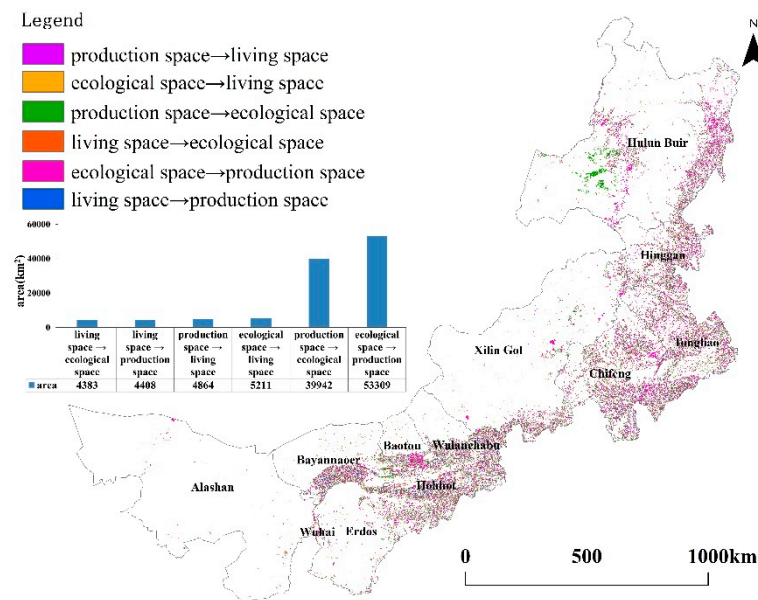 Legend
production space→living space
ecological space→living space
production space→ecological space
living space→ecological space
ecological space→production space
living space→production space
N
60000
40000
20000
0
area(km²)
living space→ecological space
living space→production space
production space→living space
ecological space→living space
production space→ecological space
ecological space→production space
area 4383 4408 4864 5211 39942 53309
Hulun Buir
Hinggan
Tongliao
Xilin Gol
Chifeng
Baotou
Wulanchabu
Bayannaoer
Alashan
Hohhot
Wuhai
Erdos
0 500 1000km